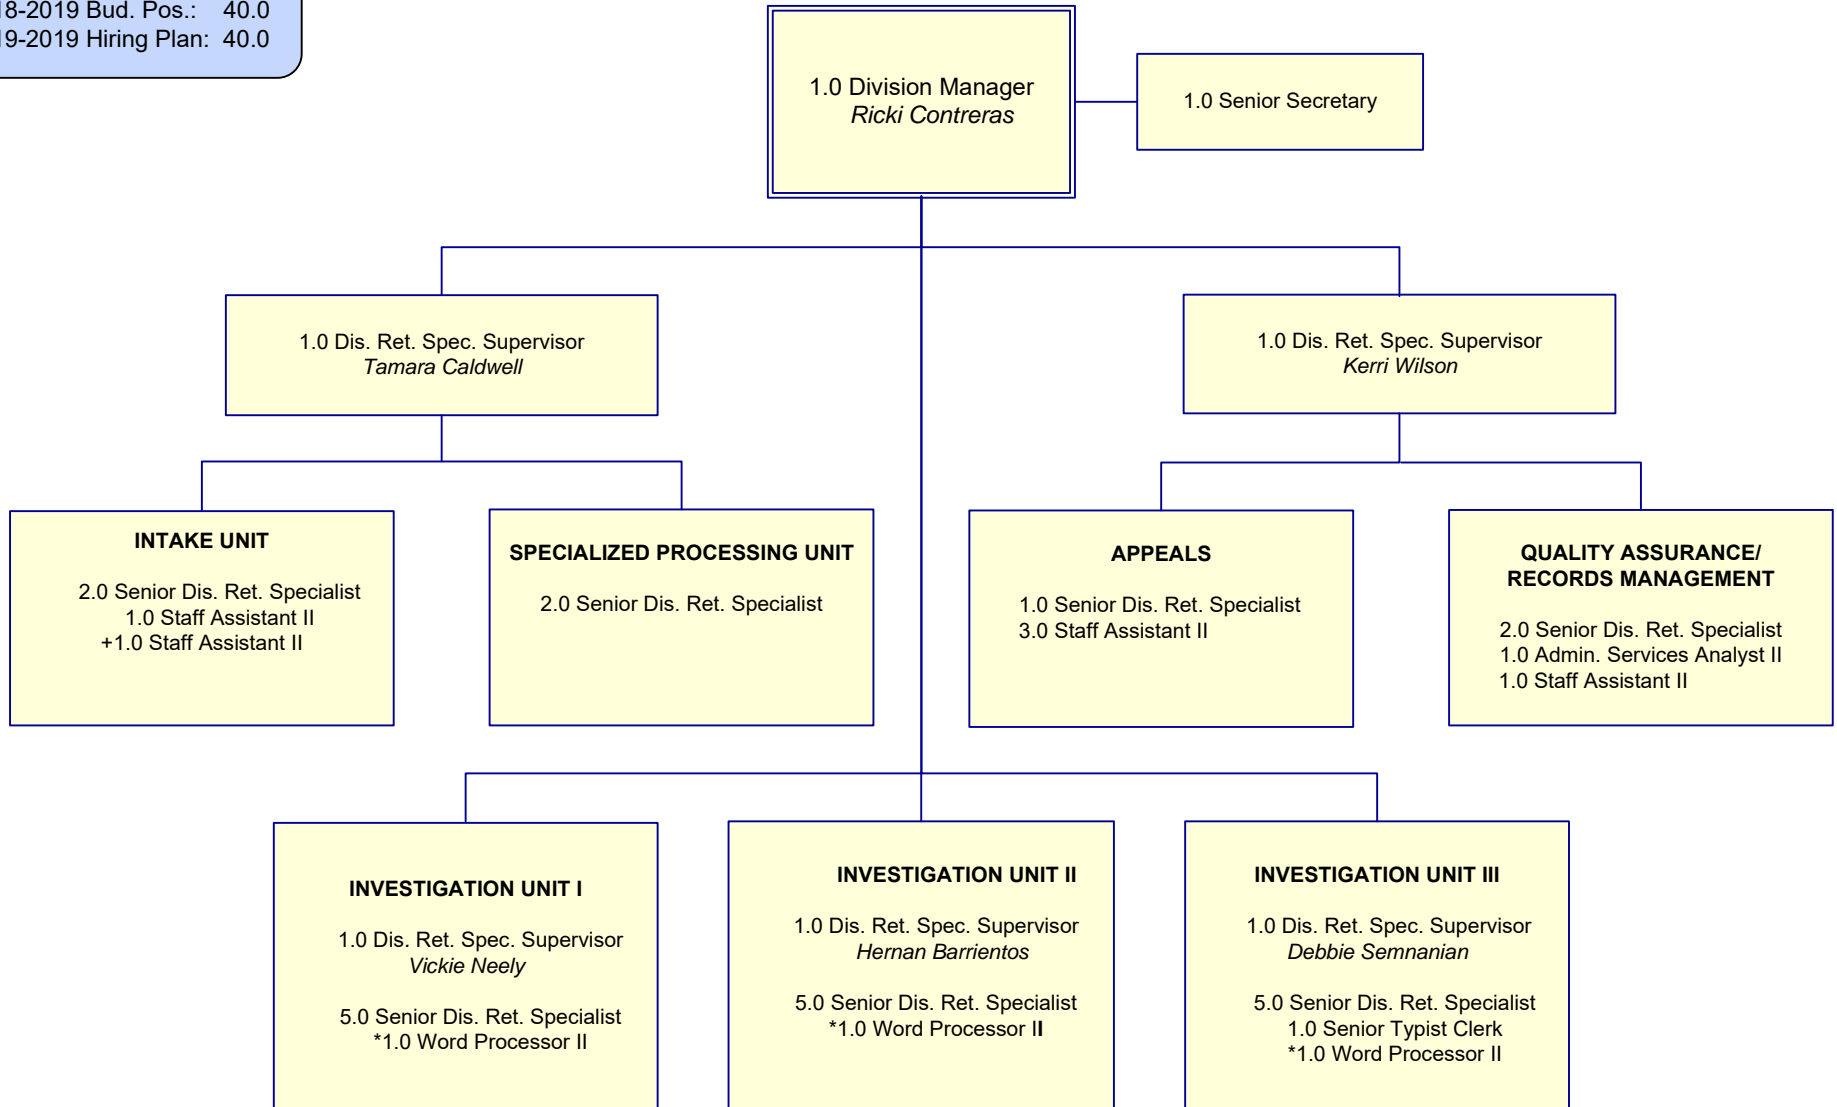 18-2019 Bud. Pos.: 40.0
19-2019 Hiring Plan: 40.0
1.0 Division Manager
Ricki Contreras
1.0 Senior Secretary
1.0 Dis. Ret. Spec. Supervisor
Tamara Caldwell
1.0 Dis. Ret. Spec. Supervisor
Kerri Wilson
INTAKE UNIT
2.0 Senior Dis. Ret. Specialist
1.0 Staff Assistant II
+1.0 Staff Assistant II
SPECIALIZED PROCESSING UNIT
2.0 Senior Dis. Ret. Specialist
APPEALS
1.0 Senior Dis. Ret. Specialist
3.0 Staff Assistant II
QUALITY ASSURANCE/
RECORDS MANAGEMENT
2.0 Senior Dis. Ret. Specialist
1.0 Admin. Services Analyst II
1.0 Staff Assistant II
INVESTIGATION UNIT I
1.0 Dis. Ret. Spec. Supervisor
Vickie Neely
5.0 Senior Dis. Ret. Specialist
*1.0 Word Processor II
INVESTIGATION UNIT II
1.0 Dis. Ret. Spec. Supervisor
Hernan Barrientos
5.0 Senior Dis. Ret. Specialist
*1.0 Word Processor II
INVESTIGATION UNIT III
1.0 Dis. Ret. Spec. Supervisor
Debbie Semnanian
5.0 Senior Dis. Ret. Specialist
1.0 Senior Typist Clerk
*1.0 Word Processor II